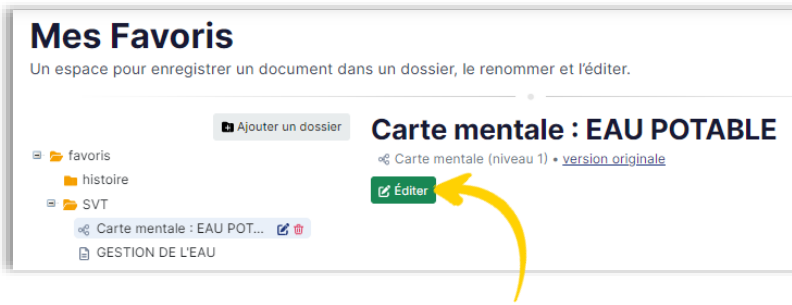 Mes Favoris
Un espace pour enregistrer un document dans un dossier, le renommer et l'éditer.
Ajouter un dossier
favoris
histoire
SVT
Carte mentale : EAU POT...
GESTION DE L'EAU
Carte mentale : EAU POTABLE
Carte mentale (niveau 1) • version originale
Éditer